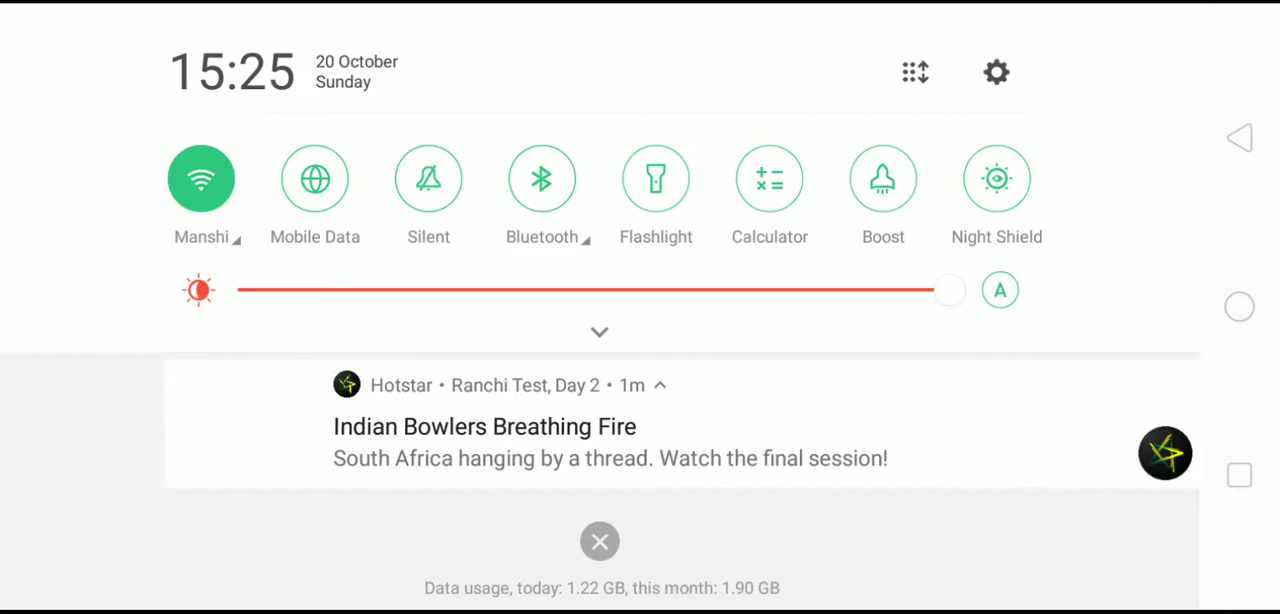 15:25
20 October
Sunday
Manshi
Mobile Data
Silent
Bluetooth
Flashlight
Calculator
Boost
Night Shield
A
Hotstar • Ranchi Test, Day 2 • 1m
Indian Bowlers Breathing Fire
South Africa hanging by a thread. Watch the final session!
Data usage, today: 1.22 GB, this month: 1.90 GB